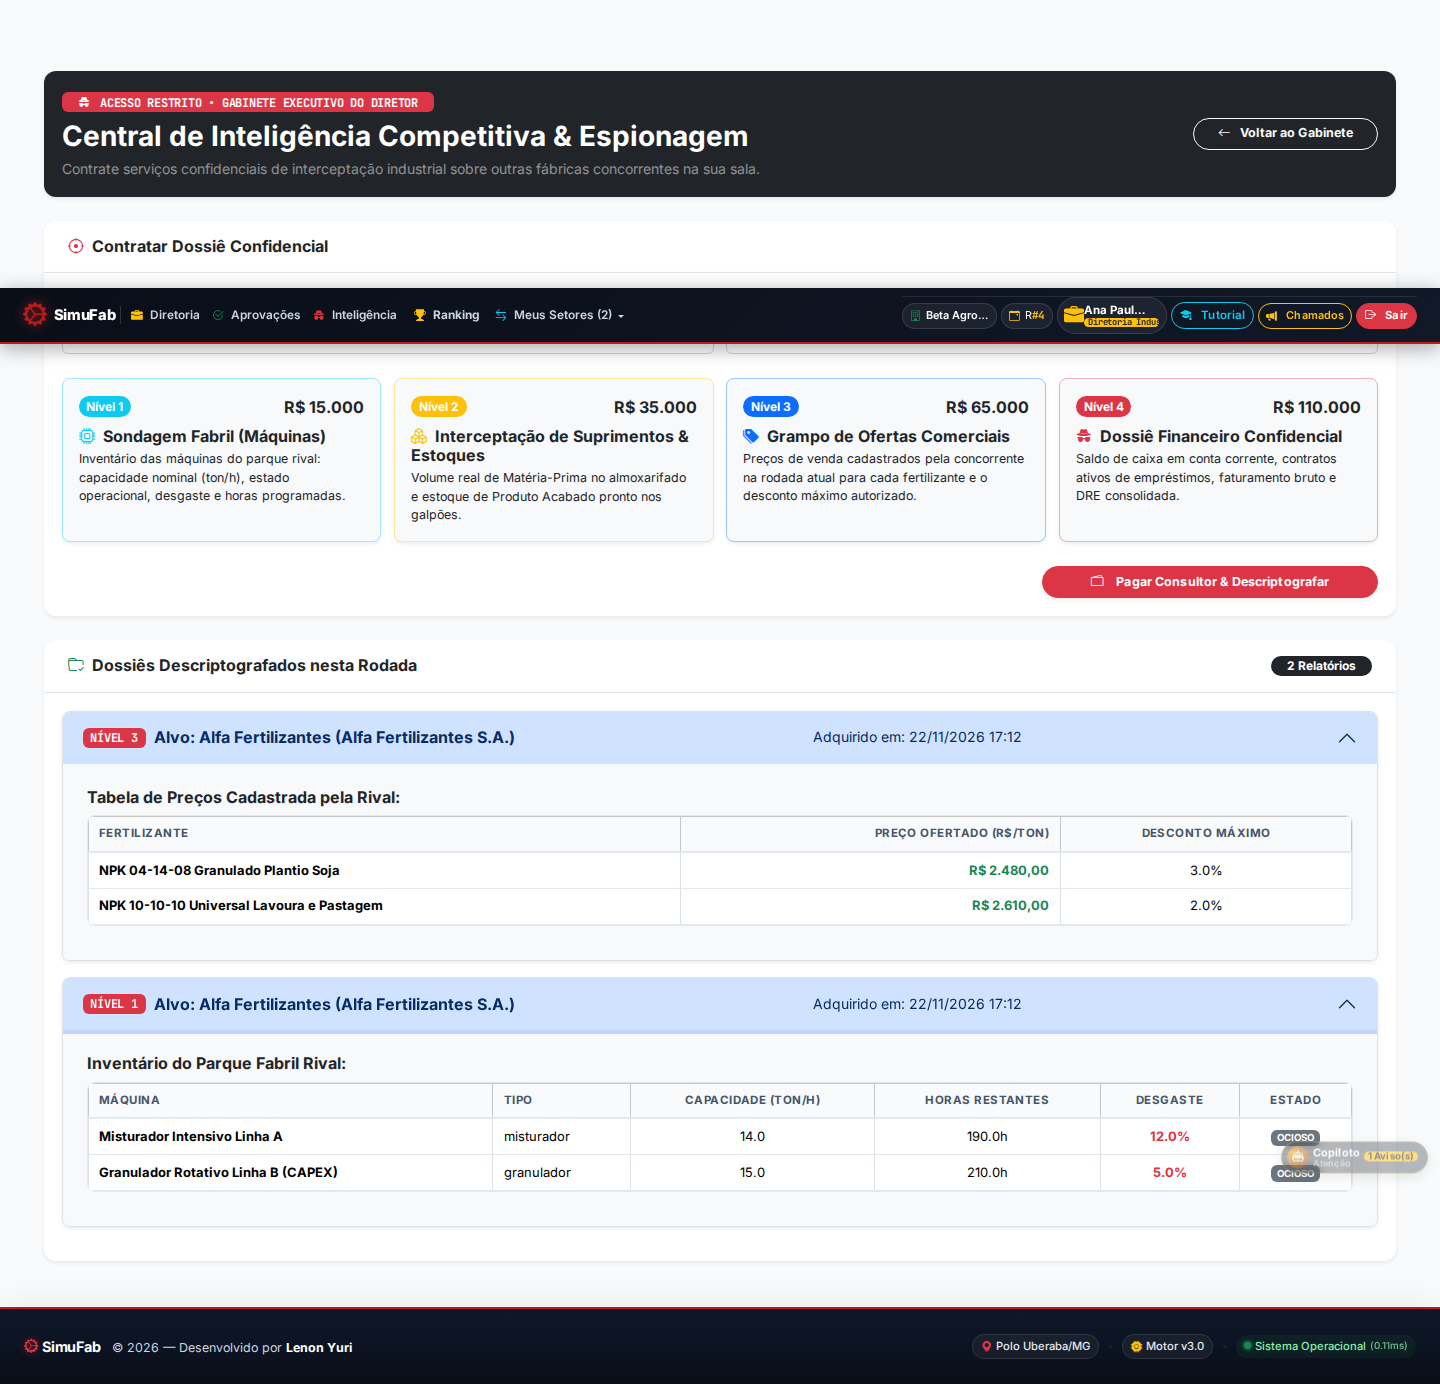 ACESSO RESTRITO • GABINETE EXECUTIVO DO DIRETOR
Central de Inteligência Competitiva & Espionagem
Contrate serviços confidenciais de interceptação industrial sobre outras fábricas concorrentes na sua sala.
Voltar ao Gabinete
Contratar Dossiê Confidencial
SimuFab Diretoria Aprovações Inteligência Ranking Meus Setores (2) Beta Agro... R#4 Ana Paul... Tutorial Chamados Sair
Diretoria Indus
Nível 1 R$ 15.000
Sondagem Fabril (Máquinas)
Inventário das máquinas do parque rival:
capacidade nominal (ton/h), estado
operacional, desgaste e horas programadas.
Nível 2 R$ 35.000
Interceptação de Suprimentos &
Estoques
Volume real de Matéria-Prima no almoxarifado
e estoque de Produto Acabado pronto nos
galpões.
Nível 3 R$ 65.000
Grampo de Ofertas Comerciais
Preços de venda cadastrados pela concorrente
na rodada atual para cada fertilizante e o
desconto máximo autorizado.
Nível 4 R$ 110.000
Dossiê Financeiro Confidencial
Saldo de caixa em conta corrente, contratos
ativos de empréstimos, faturamento bruto e
DRE consolidada.
Pagar Consultor & Descriptografar
Dossiês Descriptografados nesta Rodada 2 Relatórios
NÍVEL 3 Alvo: Alfa Fertilizantes (Alfa Fertilizantes S.A.) Adquirido em: 22/11/2026 17:12
Tabela de Preços Cadastrada pela Rival:
FERTILIZANTE PREÇO OFERTADO (R$/TON) DESCONTO MÁXIMO
NPK 04-14-08 Granulado Plantio Soja R$ 2.480,00 3.0%
NPK 10-10-10 Universal Lavoura e Pastagem R$ 2.610,00 2.0%
NÍVEL 1 Alvo: Alfa Fertilizantes (Alfa Fertilizantes S.A.) Adquirido em: 22/11/2026 17:12
Inventário do Parque Fabril Rival:
MÁQUINA TIPO CAPACIDADE (TON/H) HORAS RESTANTES DESGASTE ESTADO
Misturador Intensivo Linha A misturador 14.0 190.0h 12.0% OCIOSO
Granulador Rotativo Linha B (CAPEX) granulador 15.0 210.0h 5.0% OCIOSO
Copiloto
Atenção
1 Aviso(s)
SimuFab © 2026 — Desenvolvido por Lenon Yuri Polo Uberaba/MG Motor v3.0 Sistema Operacional (0.11ms)